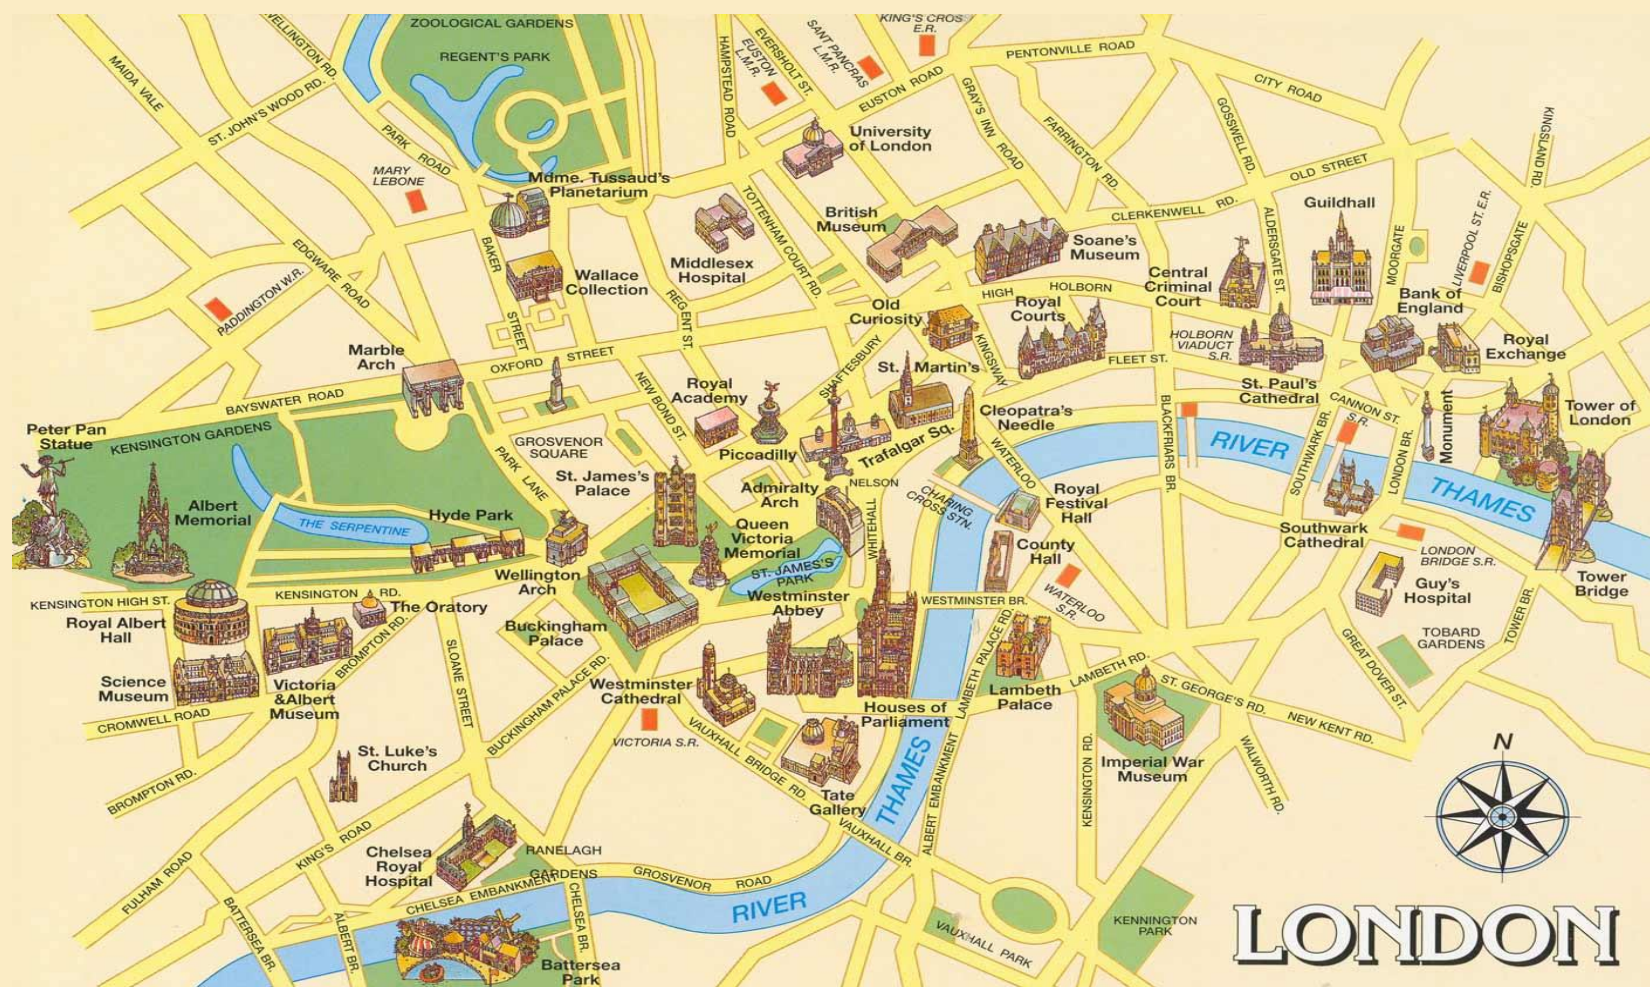 ZOOLOGICAL GARDENS
REGENT'S PARK
WELLINGTON RD.
MAIDA VALE
ST. JOHN'S WOOD RD.
PARK ROAD
MARY
LEBONE
HAMPSTEAD ROAD
EVERSHOLT ST.
EUSTON
L.M.R.
SANT PANCRAS
L.M.R.
KING'S CROS
E.R.
EUSTON ROAD
PENTONVILLE ROAD
CITY ROAD
GRAY'S INN ROAD
FARRINGTON RD.
GOSSWELL RD.
OLD STREET
KINGSLAND RD.
University
of London
Mdme. Tussaud's
Planetarium
TOTTENHAM COURT RD.
British
Museum
CLERKENWELL RD.
Guildhall
ALDERSGATE ST.
MOORGATE
LIVERPOOL ST. E.R.
BISHOPSGATE
EDGWARE ROAD
PADDINGTON W.R.
BAKER
STREET
Wallace
Collection
Middlesex
Hospital
REGENT ST.
Soane's
Museum
Central
Criminal
Court
HIGH HOLBORN
Royal
Courts
Old
Curiosity
KINGSWAY
HOLBORN
VIADUCT
S.R.
Bank of
England
Royal
Exchange
Marble
Arch
OXFORD STREET
BAYSWATER ROAD
NEW BOND ST.
Royal
Academy
SHAFTESBURY
St. Martin's
FLEET ST.
St. Paul's
Cathedral
CANNON ST.
S.R.
Monument
Tower of
London
Peter Pan
Statue
KENSINGTON GARDENS
GROSVENOR
SQUARE
PARK LANE
Piccadilly
Trafalgar Sq.
Cleopatra's
Needle
WATERLOO
BLACKFRIARS BR.
RIVER
SOUTHWARK BR.
LONDON BR.
THAMES
St. James's
Palace
Admiralty
Arch
NELSON
WHITEHALL
CHARING
CROSS STN.
Royal
Festival
Hall
Albert
Memorial
THE SERPENTINE
Hyde Park
Queen
Victoria
Memorial
ST. JAMES'S
PARK
County
Hall
WATERLOO
S.R.
Southwark
Cathedral
LONDON
BRIDGE S.R.
Guy's
Hospital
Tower
Bridge
TOWER BR.
Wellington
Arch
Westminster
Abbey
WESTMINSTER BR.
KENSINGTON HIGH ST.
KENSINGTON RD.
The Oratory
Royal Albert
Hall
BROMPTON RD.
Buckingham
Palace
LAMBETH PALACE RD.
TOBARD
GARDENS
GREAT DOVER ST.
Science
Museum
Victoria
&Albert
Museum
SLOANE STREET
BUCKINGHAM PALACE RD.
Westminster
Cathedral
VICTORIA S.R.
Houses of
Parliament
Lambeth
Palace
LAMBETH RD.
ST. GEORGE'S RD.
NEW KENT RD.
CROMWELL ROAD
BROMPTON RD.
St. Luke's
Church
VAUXHALL BRIDGE RD.
THAMES
ALBERT EMBANKMENT
KENSINGTON RD.
Imperial War
Museum
WALWORTH RD.
Tate
Gallery
VAUXHALL BR.
N
KING'S ROAD
FULHAM ROAD
Chelsea
Royal
Hospital
RANELAGH
GARDENS
CHELSEA EMBANKMENT
GROSVENOR ROAD
RIVER
CHELSEA BR.
BATTERSEA BR.
ALBERT BR.
Battersea
Park
VAUXHALL PARK
KENNINGTON
PARK
LONDON